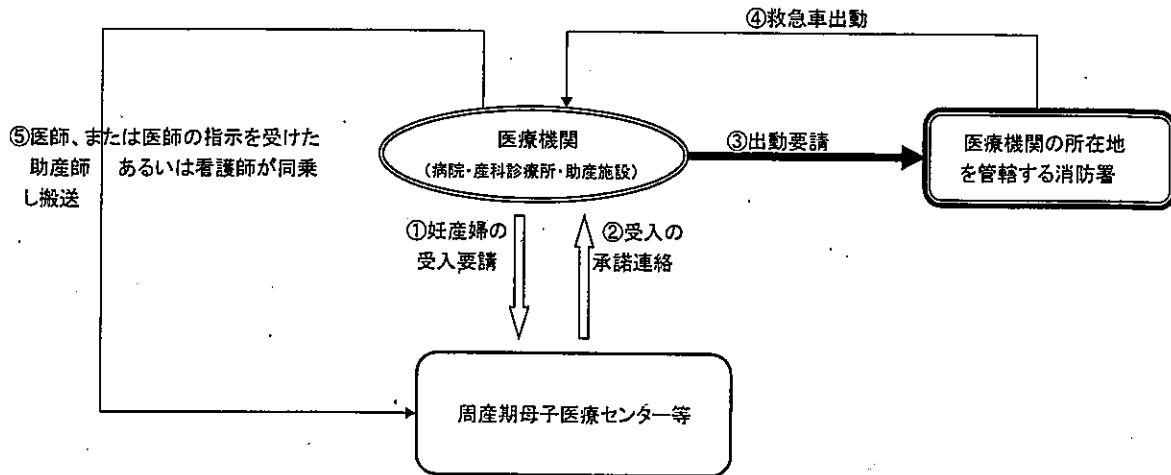 ④救急車出動
⑤医師、または医師の指示を受けた
助産師　あるいは看護師が同乗
し搬送
医療機関
（病院・産科診療所・助産施設）
③出動要請
医療機関の所在地
を管轄する消防署
①妊産婦の
受入要請
②受入の
承諾連絡
周産期母子医療センター等